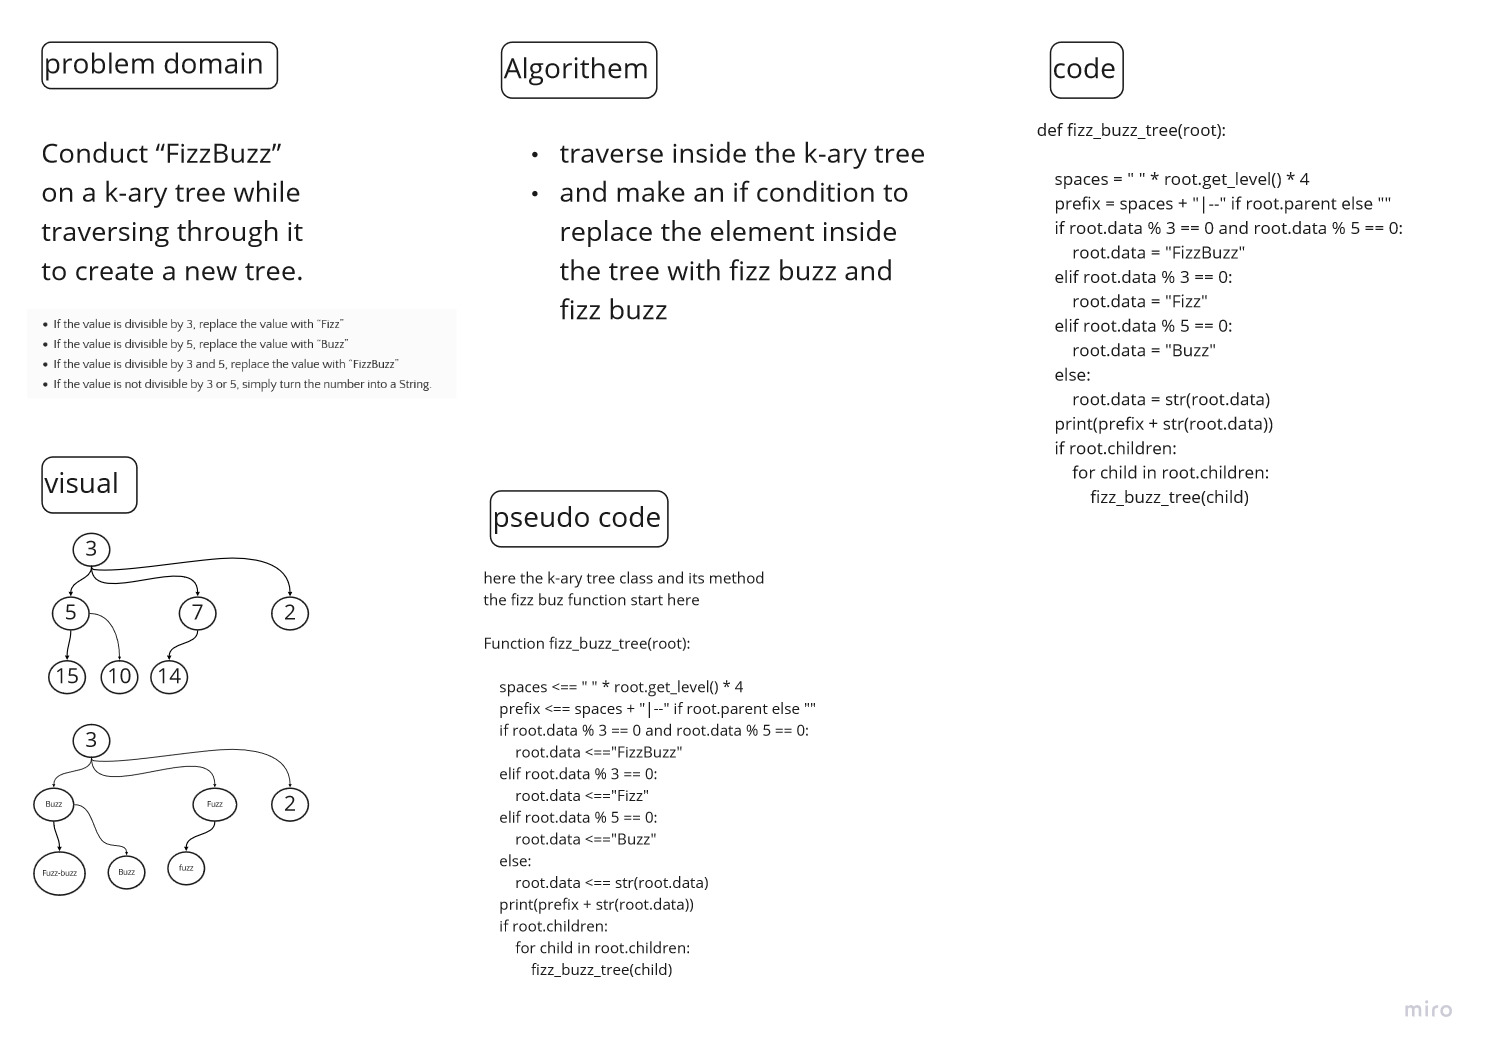 problem domain
Conduct “FizzBuzz”
on a k-ary tree while
traversing through it
to create a new tree.
• If the value is divisible by 3, replace the value with “Fizz”
• If the value is divisible by 5, replace the value with “Buzz”
• If the value is divisible by 3 and 5, replace the value with “FizzBuzz”
• If the value is not divisible by 3 or 5, simply turn the number into a String.
visual
3
5 7 2
15 10 14
3
Buzz Fuzz 2
Fuzz-buzz Buzz fuzz
Algorithem
• traverse inside the k-ary tree
• and make an if condition to
replace the element inside
the tree with fizz buzz and
fizz buzz
pseudo code
here the k-ary tree class and its method
the fizz buz function start here
Function fizz_buzz_tree(root):
spaces <== " " * root.get_level() * 4
prefix <== spaces + "|--" if root.parent else ""
if root.data % 3 == 0 and root.data % 5 == 0:
root.data <=="FizzBuzz"
elif root.data % 3 == 0:
root.data <=="Fizz"
elif root.data % 5 == 0:
root.data <=="Buzz"
else:
root.data <== str(root.data)
print(prefix + str(root.data))
if root.children:
for child in root.children:
fizz_buzz_tree(child)
code
def fizz_buzz_tree(root):
spaces = " " * root.get_level() * 4
prefix = spaces + "|--" if root.parent else ""
if root.data % 3 == 0 and root.data % 5 == 0:
root.data = "FizzBuzz"
elif root.data % 3 == 0:
root.data = "Fizz"
elif root.data % 5 == 0:
root.data = "Buzz"
else:
root.data = str(root.data)
print(prefix + str(root.data))
if root.children:
for child in root.children:
fizz_buzz_tree(child)
miro